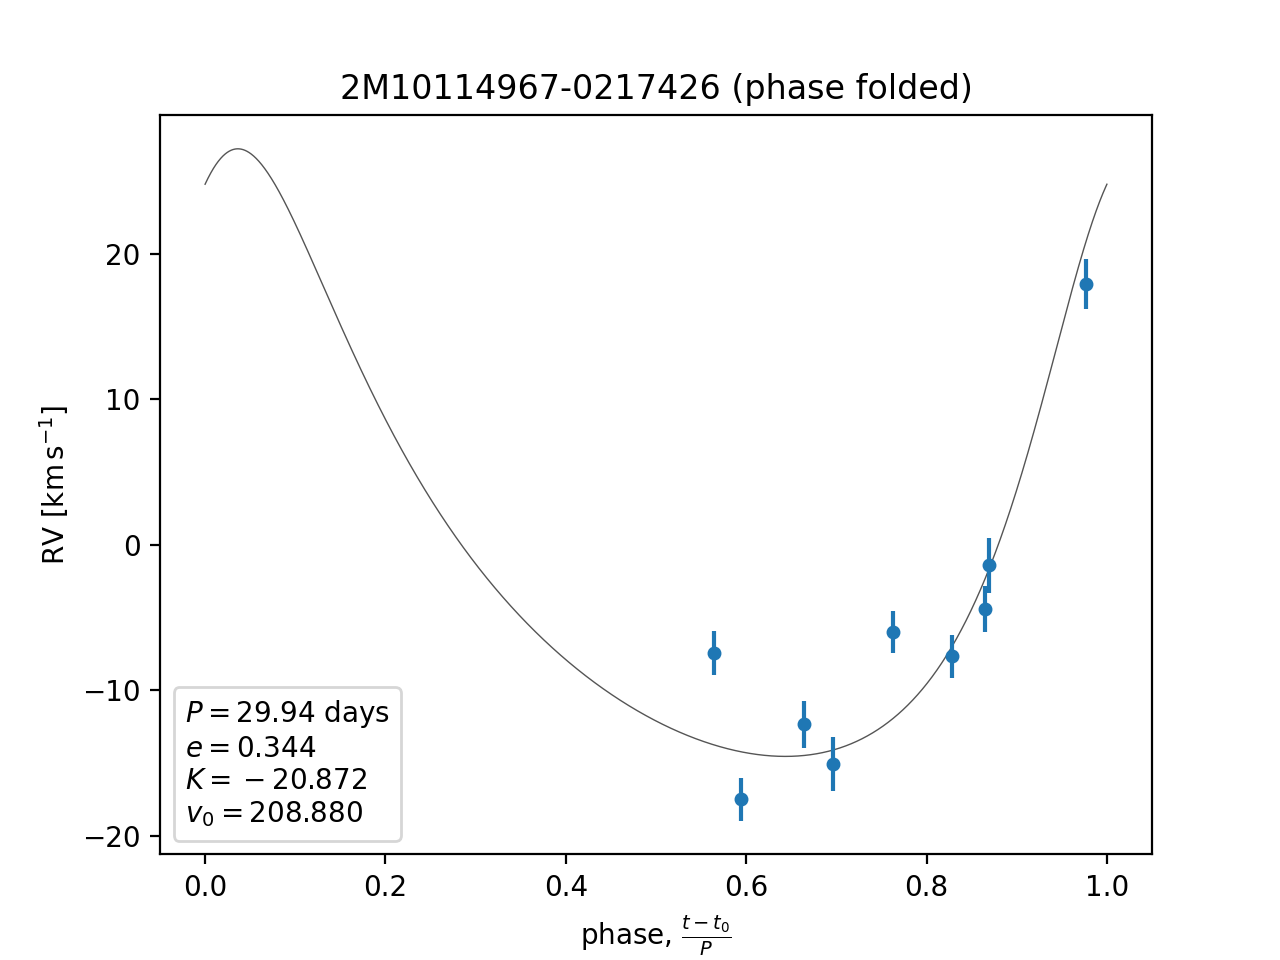 2M10114967-0217426 (phase folded)
RV [km s⁻¹]
20
10
0
−10
−20
P = 29.94 days
e = 0.344
K = − 20.872
v₀ = 208.880
0.0 0.2 0.4 0.6 0.8 1.0
phase, (t − t₀)/P